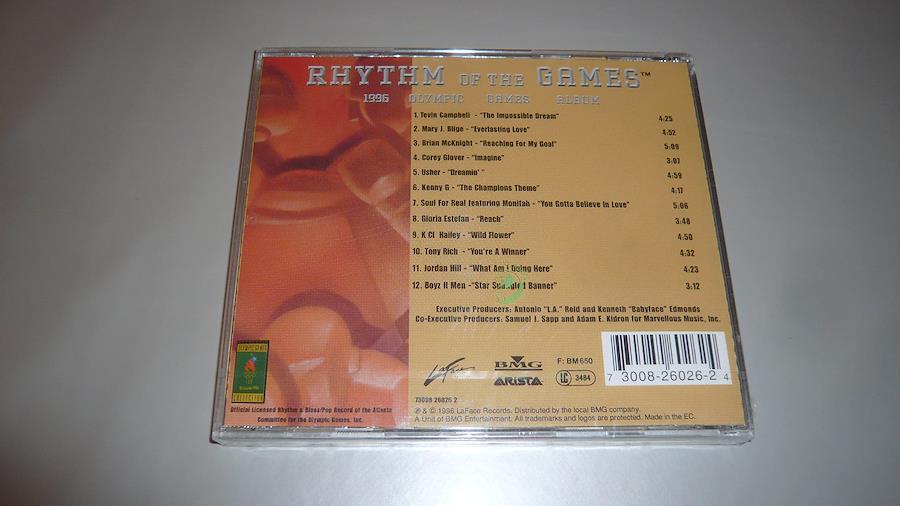 RHYTHM OF THE GAMES™
1996 OLYMPIC GAMES ALBUM
1. Tevin Campbell - "The Impossible Dream" 4:25
2. Mary J. Blige - "Everlasting Love" 4:52
3. Brian McKnight - "Reaching For My Goal" 5:09
4. Corey Glover - "Imagine" 3:07
5. Usher - "Dreamin' " 4:59
6. Kenny G - "The Champions Theme" 4:17
7. Soul For Real featuring Monifah - "You Gotta Believe In Love" 5:06
8. Gloria Estefan - "Reach" 3:48
9. K Ci Hailey - "Wild Flower" 4:50
10. Tony Rich - "You're A Winner" 4:32
11. Jordan Hill - "What Am I Doing Here" 4:23
12. Boyz II Men -"Star Spangled Banner" 3:12
Executive Producers: Antonio "L.A." Reid and Kenneth "Babyface" Edmonds
Co-Executive Producers: Samuel J. Sapp and Adam E. Kidron for Marvellous Music, Inc.
OLYMPIC GAMES
COLLECTION
Official Licensed Rhythm & Blues/Pop Record of the Atlanta
Committee for the Olympic Games, Inc.
LaFace
BMG
ARISTA
F: BM 650
LC 3484
7 3008-26026-2 4
73008 26026 2
℗ & © 1996 LaFace Records. Distributed by the local BMG company.
A Unit of BMG Entertainment. All trademarks and logos are protected. Made in the EC.